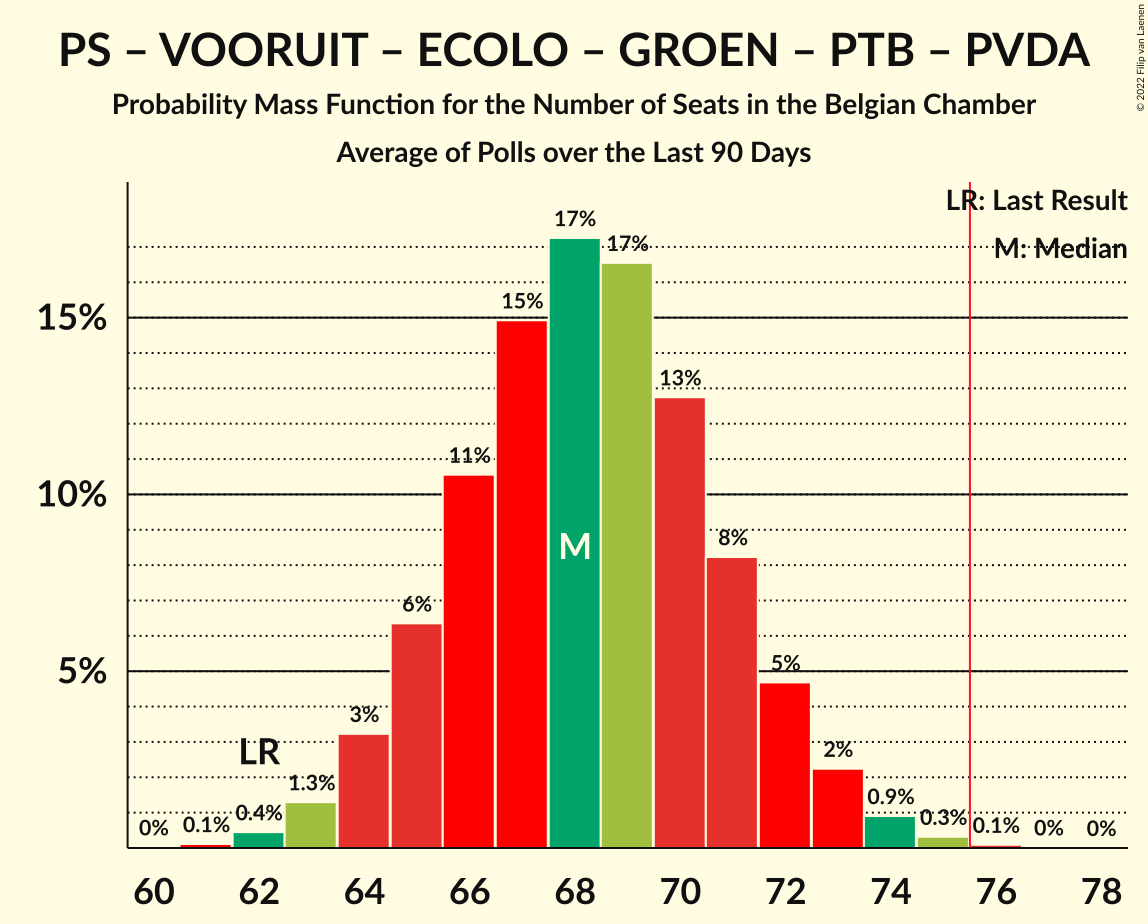 PS – VOORUIT – ECOLO – GROEN – PTB – PVDA
Probability Mass Function for the Number of Seats in the Belgian Chamber
Average of Polls over the Last 90 Days
© 2022 Filip van Laenen
LR: Last Result
M: Median
15%
10%
5%
0%
0.1%
0.4%
LR
1.3%
3%
6%
11%
15%
17%
M
17%
13%
8%
5%
2%
0.9%
0.3%
0.1%
0%
0%
60 62 64 66 68 70 72 74 76 78